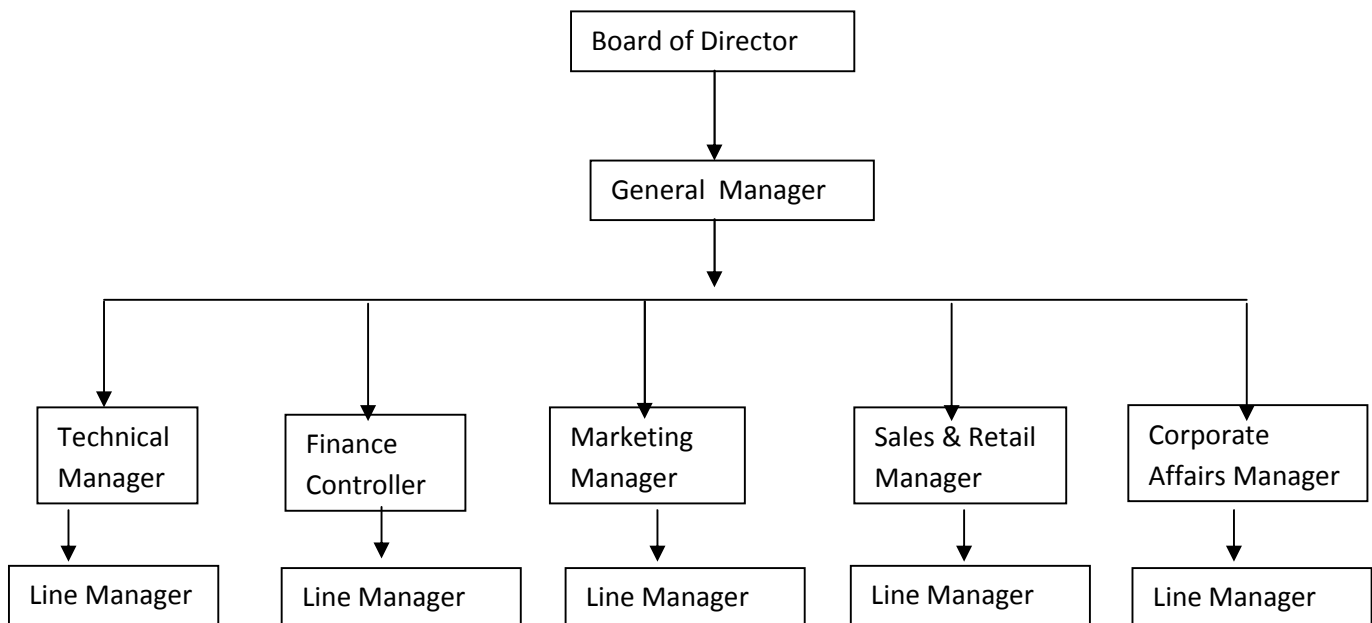 Board of Director
General  Manager
Technical
Manager
Finance
Controller
Marketing
Manager
Sales & Retail
Manager
Corporate
Affairs Manager
Line Manager
Line Manager
Line Manager
Line Manager
Line Manager